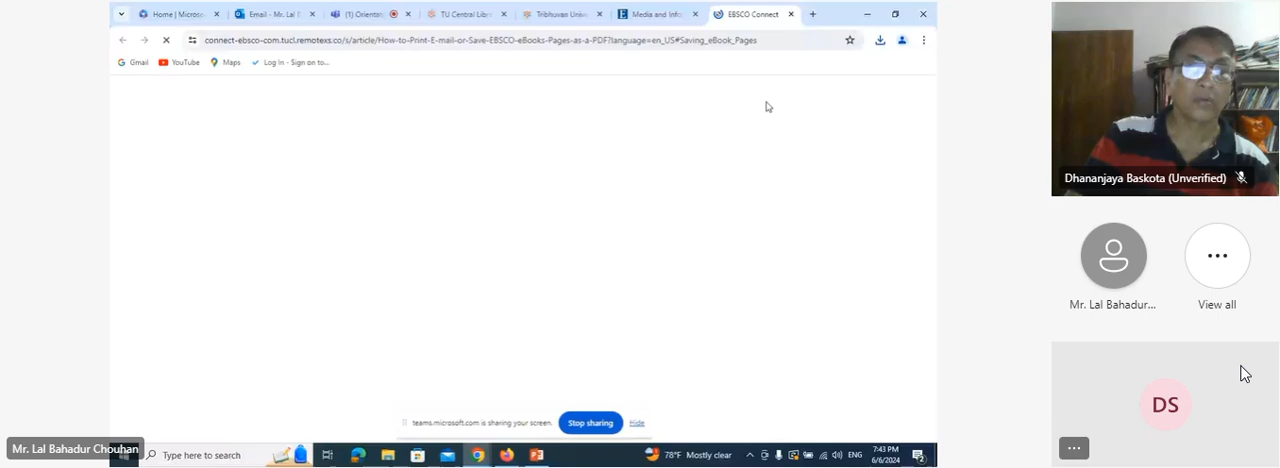 Home | Microso
Email - Mr. Lal B
(1) Orientat
TU Central Libr
Tribhuvan Univ
Media and Info
EBSCO Connect
connect-ebsco-com.tucl.remotexs.co/s/article/How-to-Print-E-mail-or-Save-EBSCO-eBooks-Pages-as-a-PDF?language=en_US#Saving_eBook_Pages
Gmail YouTube Maps Log In - Sign on to...
Dhananjaya Baskota (Unverified)
Mr. Lal Bahadur... View all
DS
teams.microsoft.com is sharing your screen. Stop sharing Hide
Mr. Lal Bahadur Chouhan
Type here to search
78°F Mostly clear
ENG
7:43 PM
6/6/2024
2